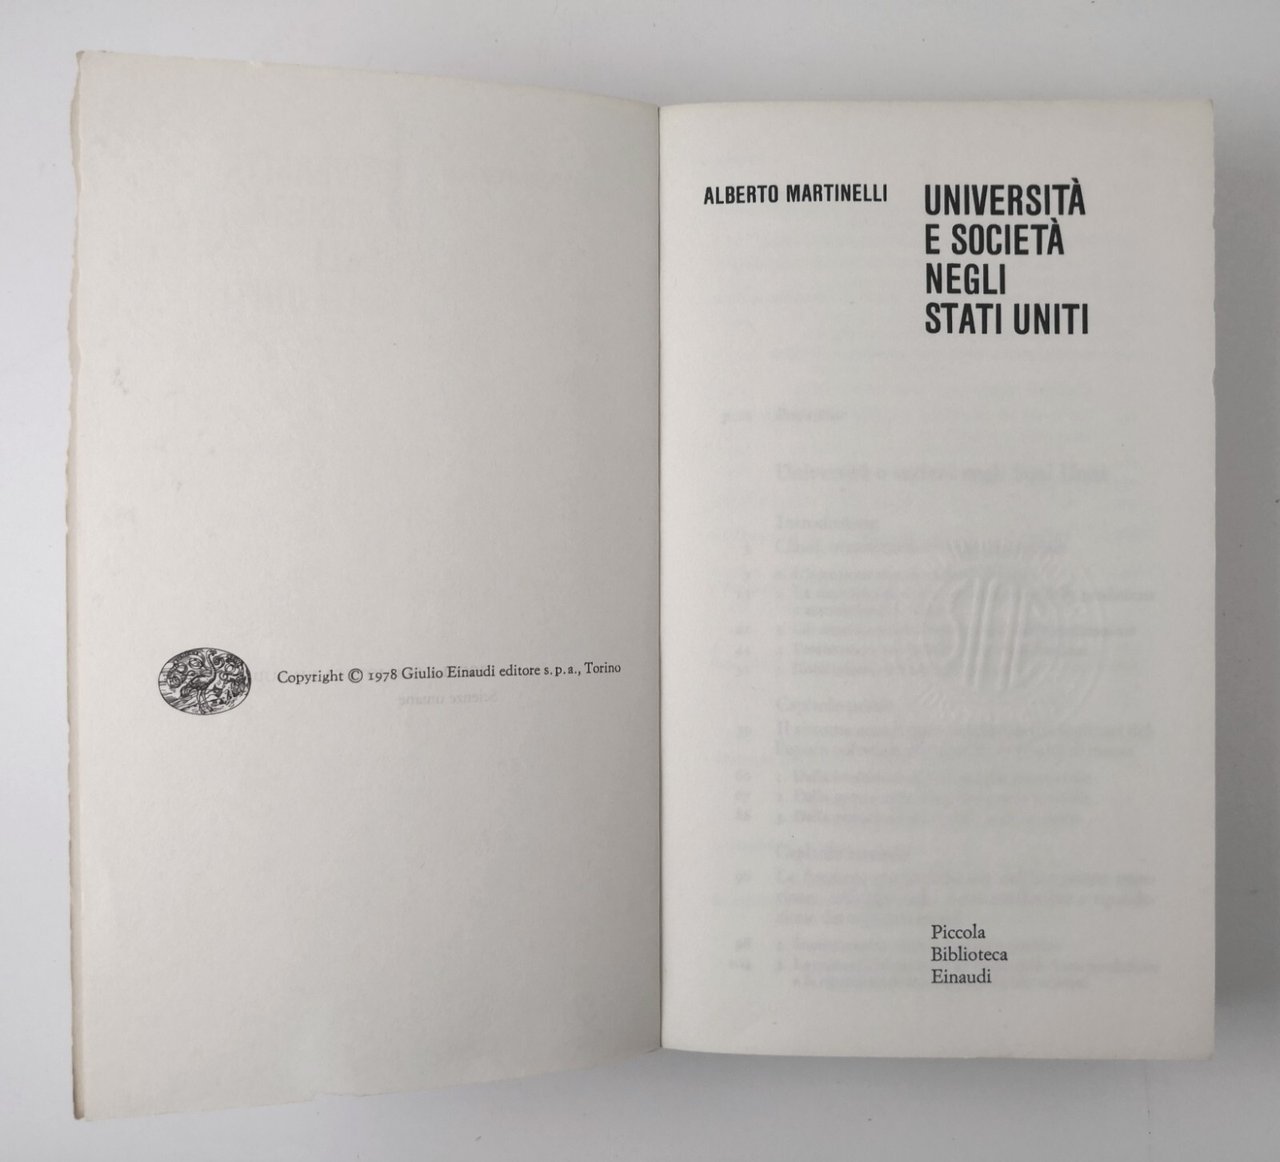 Copyright © 1978 Giulio Einaudi editore s. p. a., Torino
ALBERTO MARTINELLI
UNIVERSITÀ
E SOCIETÀ
NEGLI
STATI UNITI
Piccola
Biblioteca
Einaudi